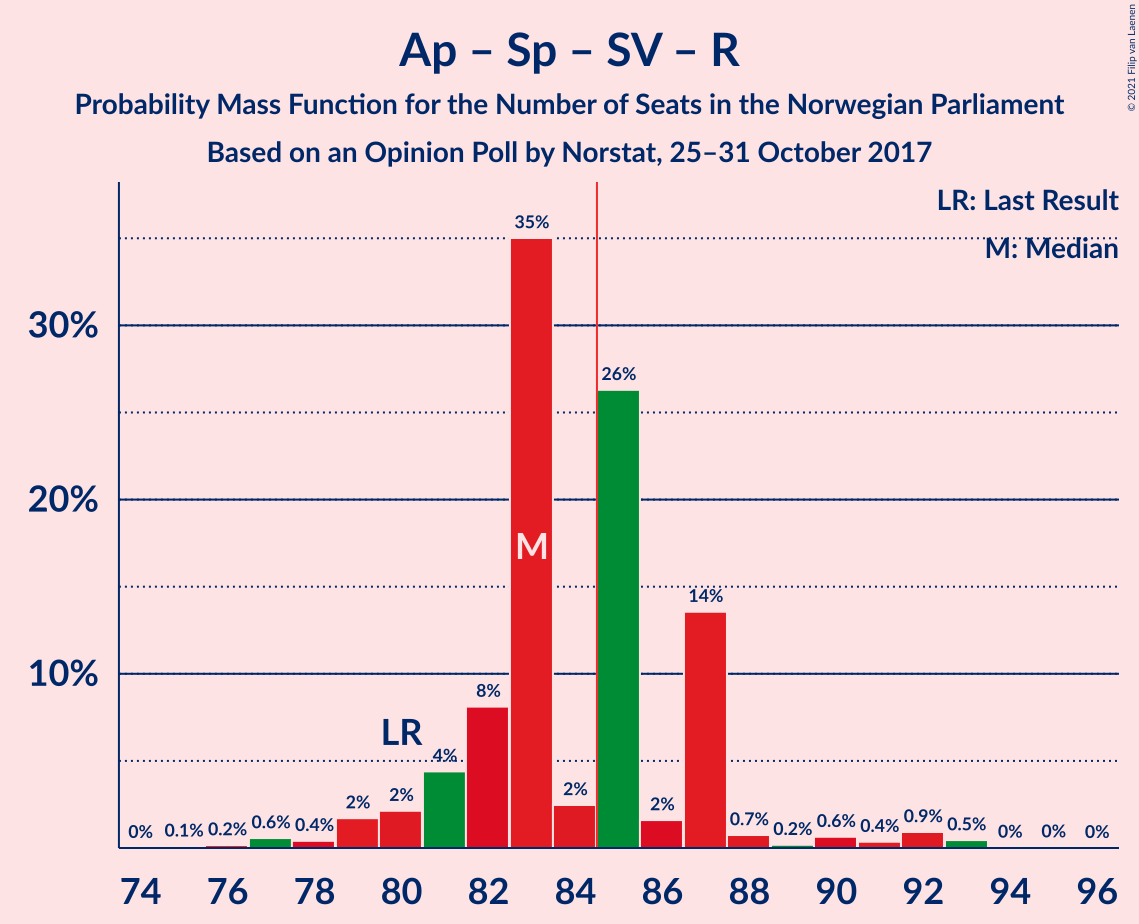 Ap – Sp – SV – R
Probability Mass Function for the Number of Seats in the Norwegian Parliament
Based on an Opinion Poll by Norstat, 25–31 October 2017
© 2021 Filip van Laenen
LR: Last Result
M: Median
30%
20%
10%
0%
0.1%
0.2%
0.6%
0.4%
2%
2%
LR
4%
8%
35%
M
2%
26%
2%
14%
0.7%
0.2%
0.6%
0.4%
0.9%
0.5%
0%
0%
0%
74 76 78 80 82 84 86 88 90 92 94 96